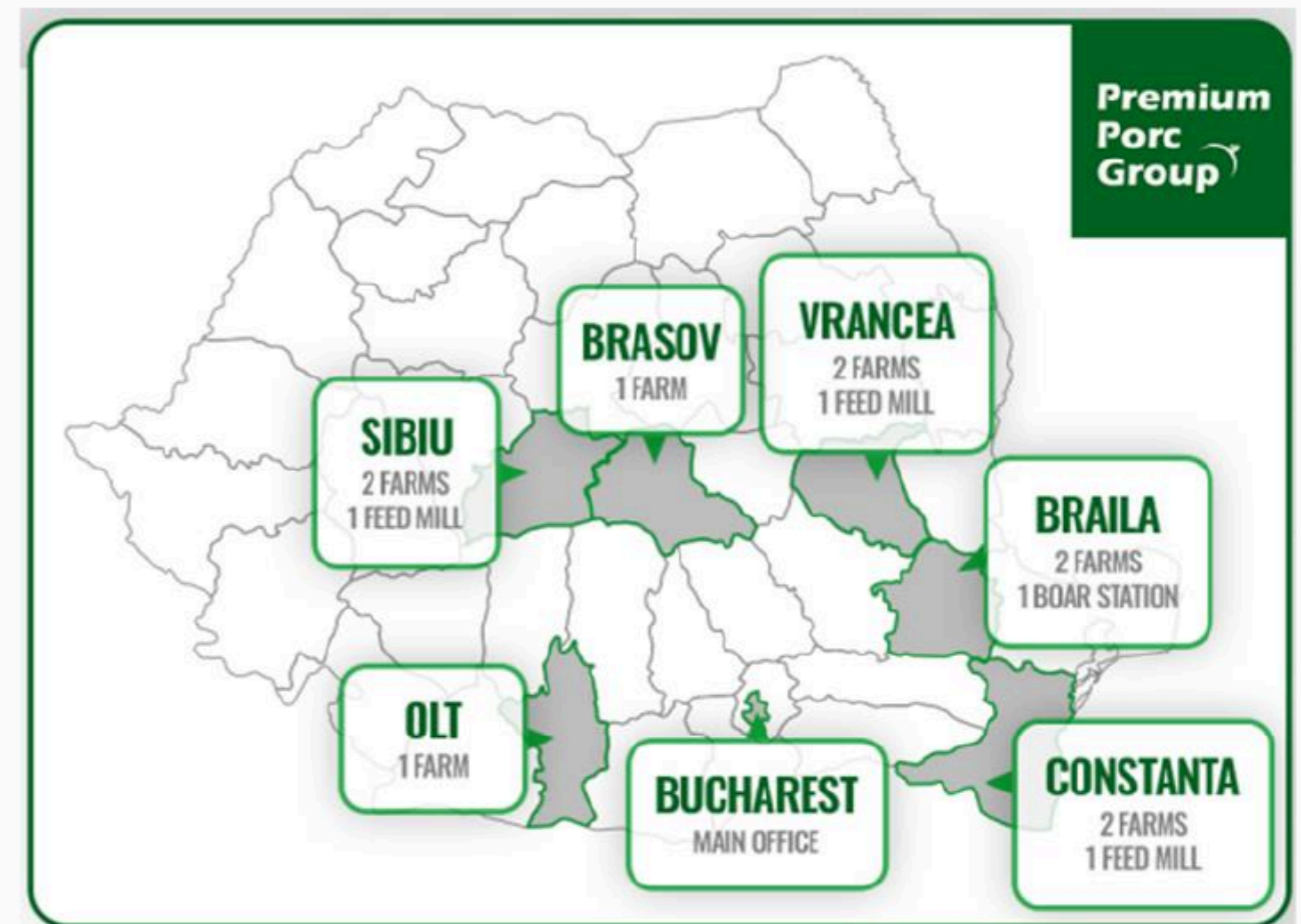 Premium
Porc
Group
BRASOV
1 FARM
VRANCEA
2 FARMS
1 FEED MILL
SIBIU
2 FARMS
1 FEED MILL
BRAILA
2 FARMS
1 BOAR STATION
OLT
1 FARM
BUCHAREST
MAIN OFFICE
CONSTANTA
2 FARMS
1 FEED MILL